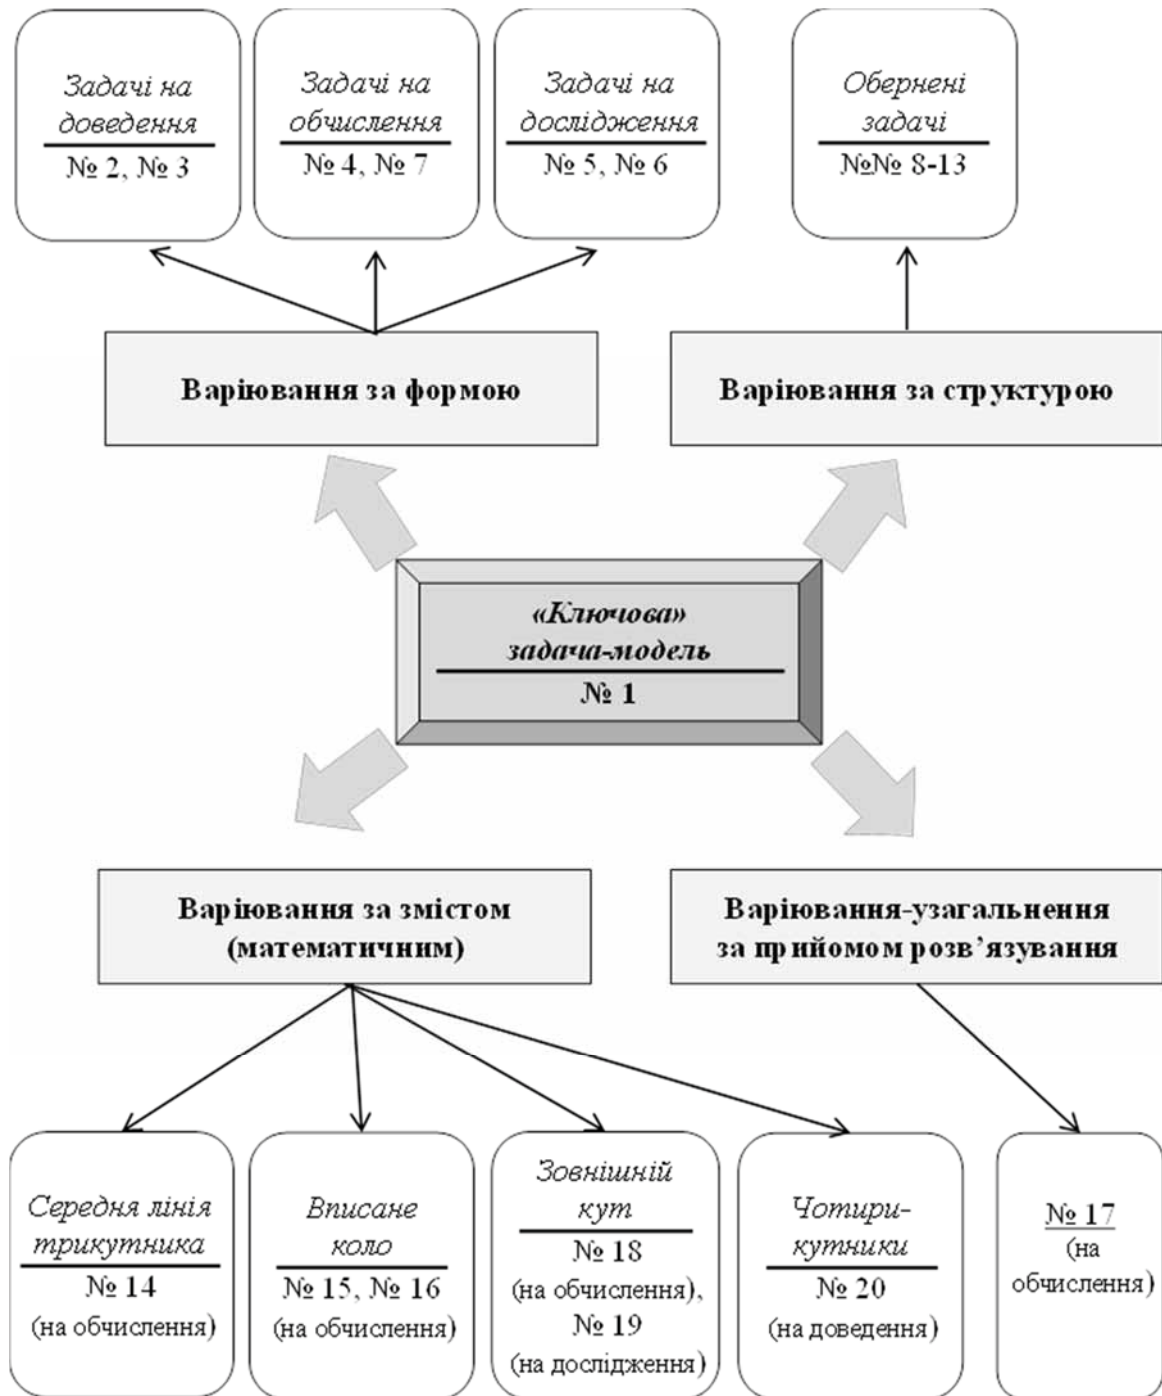 Задачі на
доведення
№ 2, № 3
Задачі на
обчислення
№ 4, № 7
Задачі на
дослідження
№ 5, № 6
Обернені
задачі
№№ 8-13
Варіювання за формою
Варіювання за структурою
«Ключова»
задача-модель
№ 1
Варіювання за змістом
(математичним)
Варіювання-узагальнення
за прийомом розв’язування
Середня лінія
трикутника
№ 14
(на обчислення)
Вписане
коло
№ 15, № 16
(на обчислення)
Зовнішній
кут
№ 18
(на обчислення),
№ 19
(на дослідження)
Чотири-
кутники
№ 20
(на доведення)
№ 17
(на
обчислення)